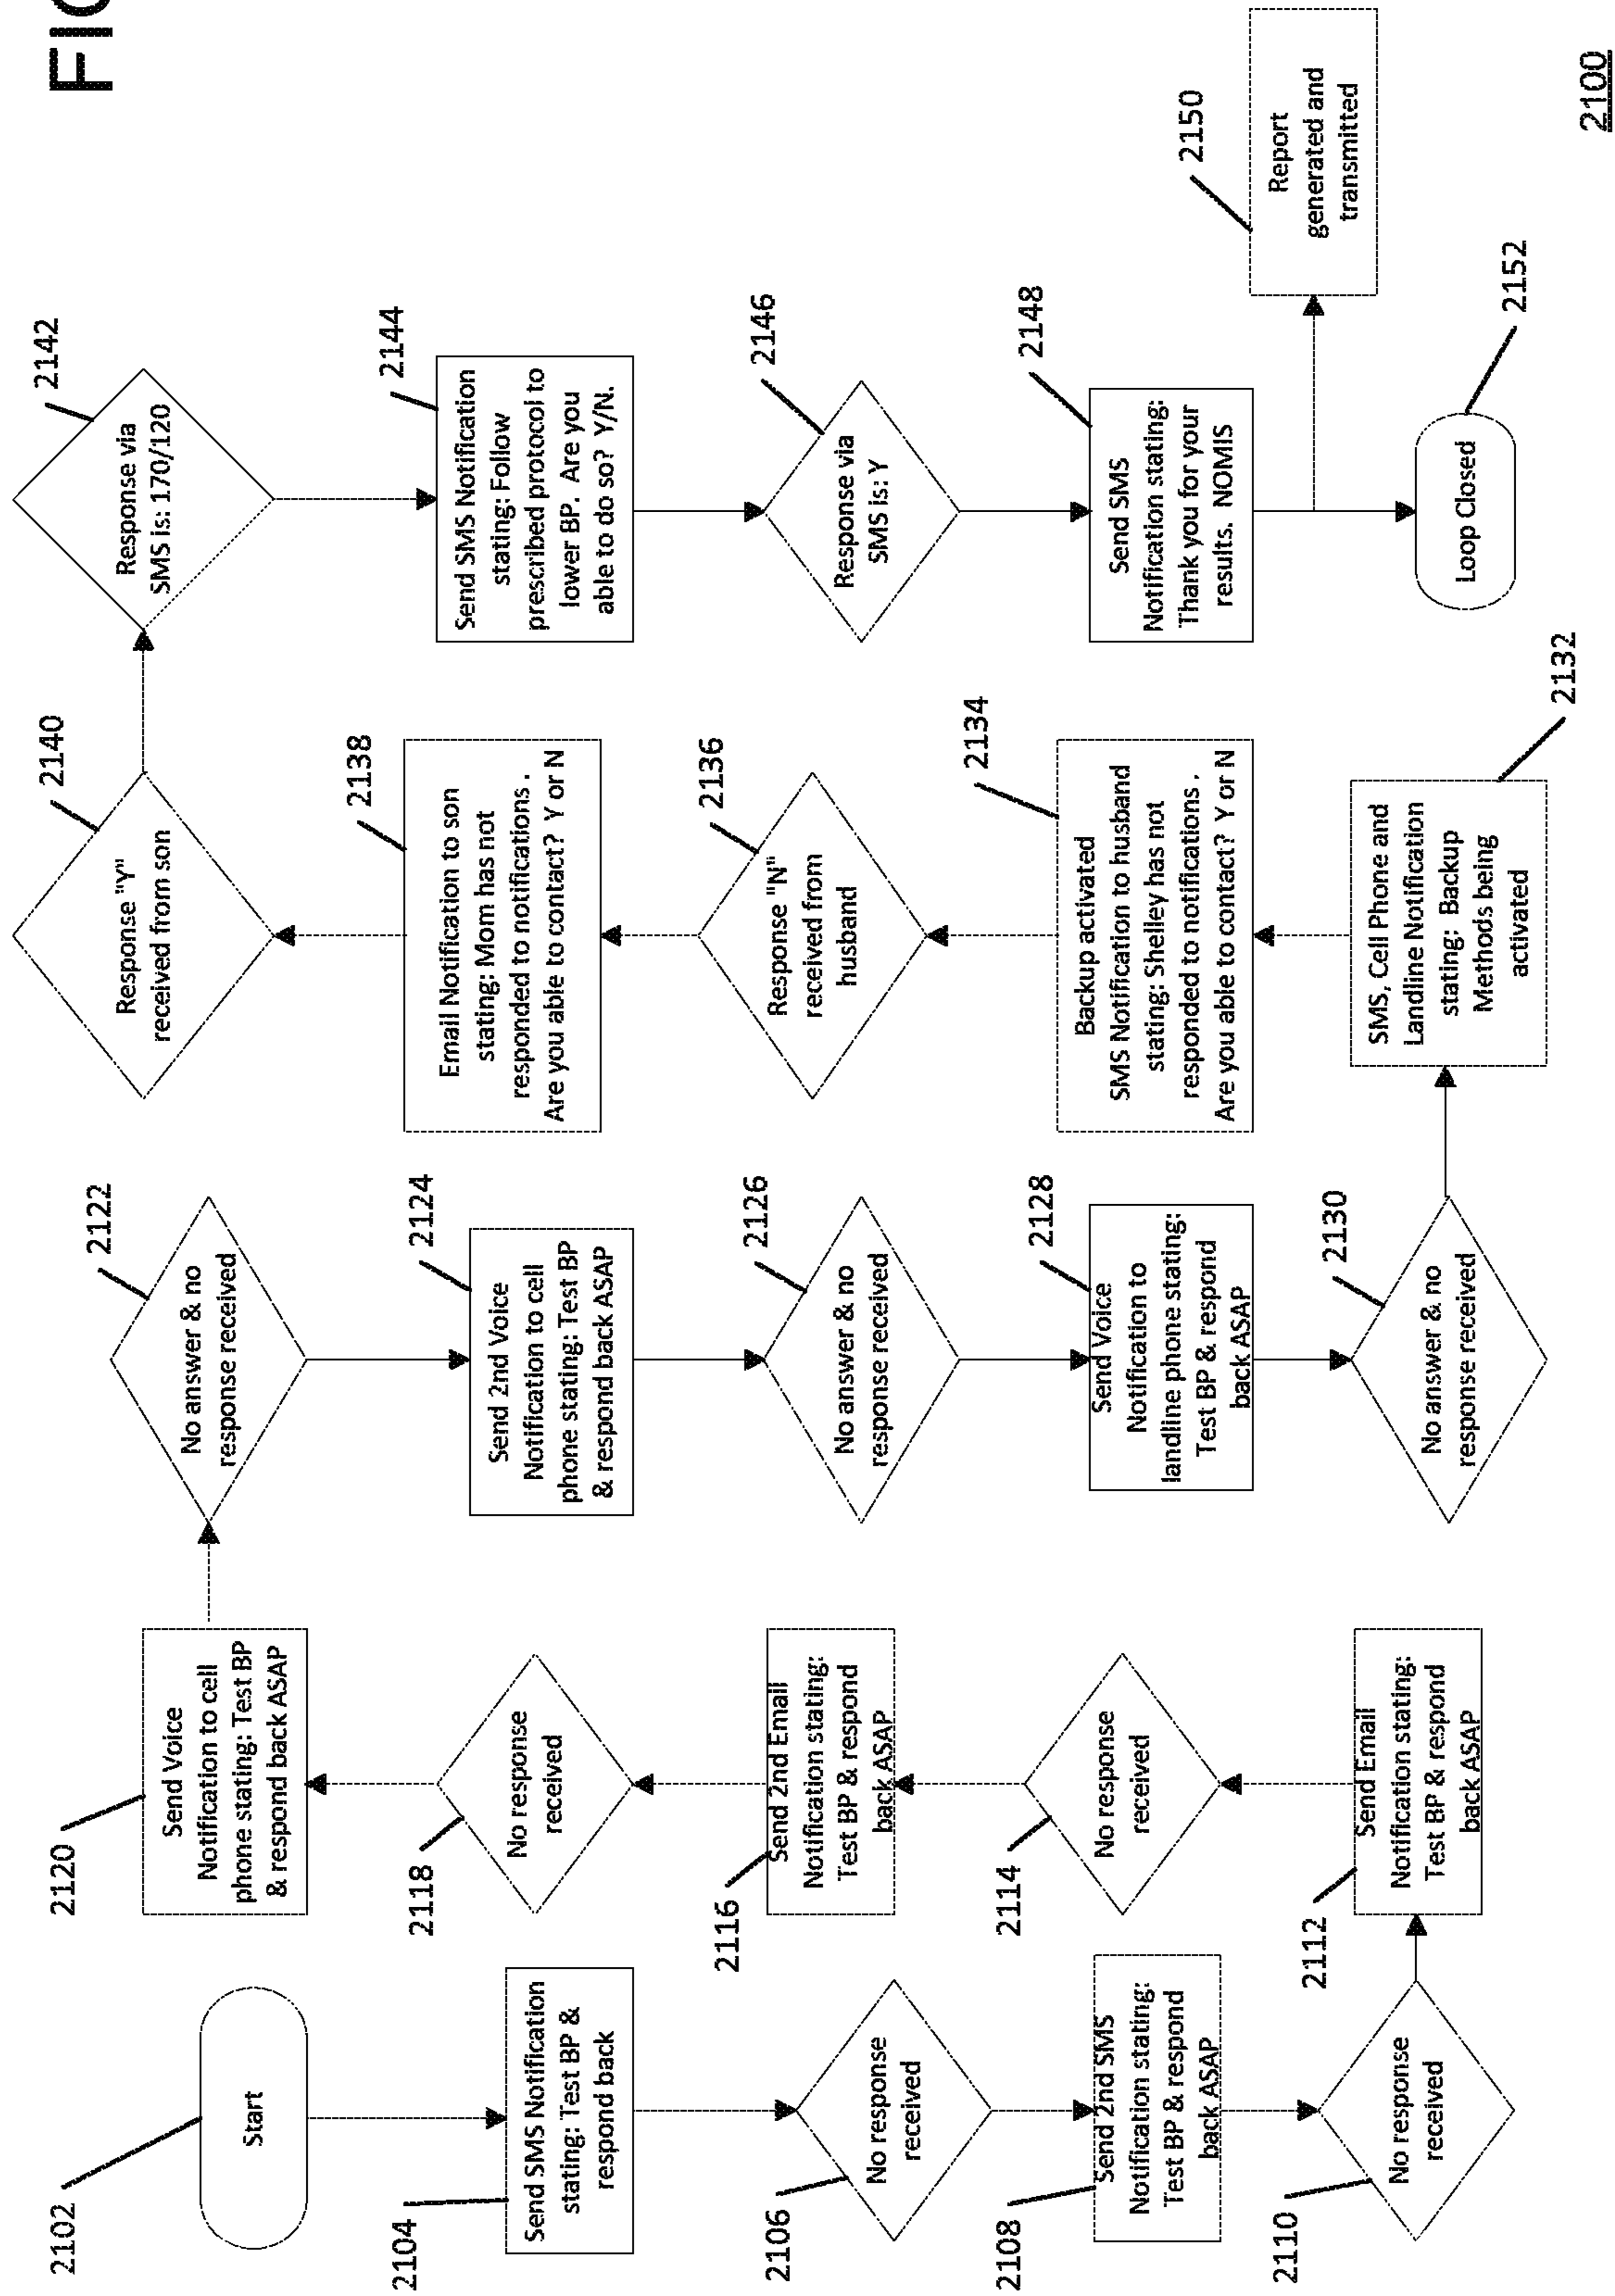 FIG
2102
Start
2104
Send SMS Notification
stating: Test BP &
respond back
2106
No response
received
2108
Send 2nd SMS
Notification stating:
Test BP & respond
back ASAP
2110
No response
received
2112
Send Email
Notification stating:
Test BP & respond
back ASAP
2114
No response
received
2116
Send 2nd Email
Notification stating:
Test BP & respond
back ASAP
2118
No response
received
2120
Send Voice
Notification to cell
phone stating: Test BP
& respond back ASAP
2122
No answer & no
response received
2124
Send 2nd Voice
Notification to cell
phone stating: Test BP
& respond back ASAP
2126
No answer & no
response received
2128
Send Voice
Notification to
landline phone stating:
Test BP & respond
back ASAP
2130
No answer & no
response received
2132
SMS, Cell Phone and
Landline Notification
stating: Backup
Methods being
activated
2134
Backup activated
SMS Notification to husband
stating: Shelley has not
responded to notifications .
Are you able to contact? Y or N
2136
Response "N"
received from
husband
2138
Email Notification to son
stating: Mom has not
responded to notifications .
Are you able to contact? Y or N
2140
Response "Y"
received from son
2142
Response via
SMS is: 170/120
2144
Send SMS Notification
stating: Follow
prescribed protocol to
lower BP. Are you
able to do so? Y/N.
2146
Response via
SMS is: Y
2148
Send SMS
Notification stating:
Thank you for your
results. NOMIS
2150
Report
generated and
transmitted
2152
Loop Closed
2100